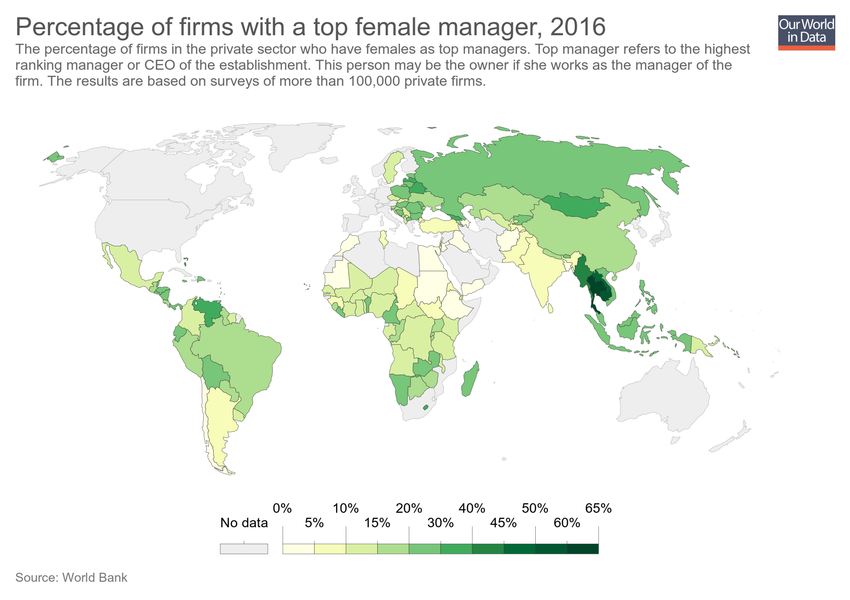 Percentage of firms with a top female manager, 2016
Our World
in Data
The percentage of firms in the private sector who have females as top managers. Top manager refers to the highest
ranking manager or CEO of the establishment. This person may be the owner if she works as the manager of the
firm. The results are based on surveys of more than 100,000 private firms.
0% 10% 20% 40% 50% 65%
No data 5% 15% 30% 45% 60%
Source: World Bank